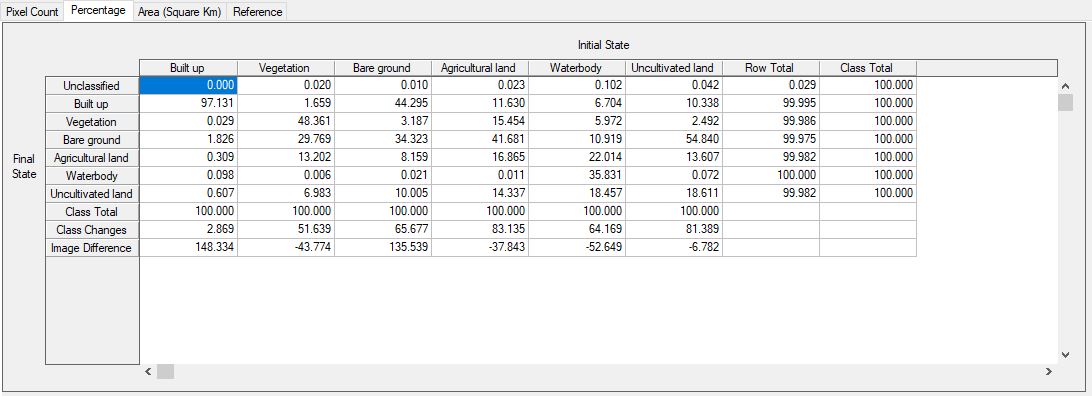 Pixel Count Percentage Area (Square Km) Reference
Initial State
Built up Vegetation Bare ground Agricultural land Waterbody Uncultivated land Row Total Class Total
Unclassified 0.000 0.020 0.010 0.023 0.102 0.042 0.029 100.000
Built up 97.131 1.659 44.295 11.630 6.704 10.338 99.995 100.000
Vegetation 0.029 48.361 3.187 15.454 5.972 2.492 99.986 100.000
Bare ground 1.826 29.769 34.323 41.681 10.919 54.840 99.975 100.000
Final State
Agricultural land 0.309 13.202 8.159 16.865 22.014 13.607 99.982 100.000
Waterbody 0.098 0.006 0.021 0.011 35.831 0.072 100.000 100.000
Uncultivated land 0.607 6.983 10.005 14.337 18.457 18.611 99.982 100.000
Class Total 100.000 100.000 100.000 100.000 100.000 100.000
Class Changes 2.869 51.639 65.677 83.135 64.169 81.389
Image Difference 148.334 -43.774 135.539 -37.843 -52.649 -6.782